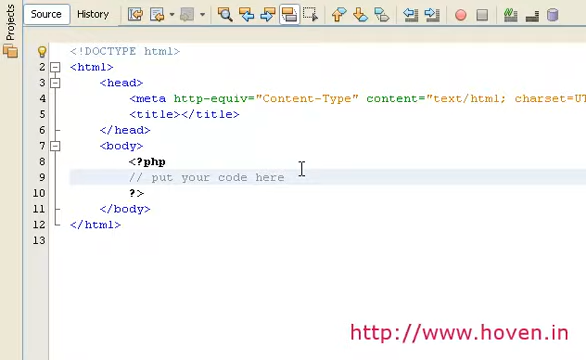 Projects
Source History
<!DOCTYPE html>
2 <html>
3 <head>
4 <meta http-equiv="Content-Type" content="text/html; charset=UT
5 <title></title>
6 </head>
7 <body>
8 <?php
9 // put your code here
10 ?>
11 </body>
12 </html>
13
http://www.hoven.in